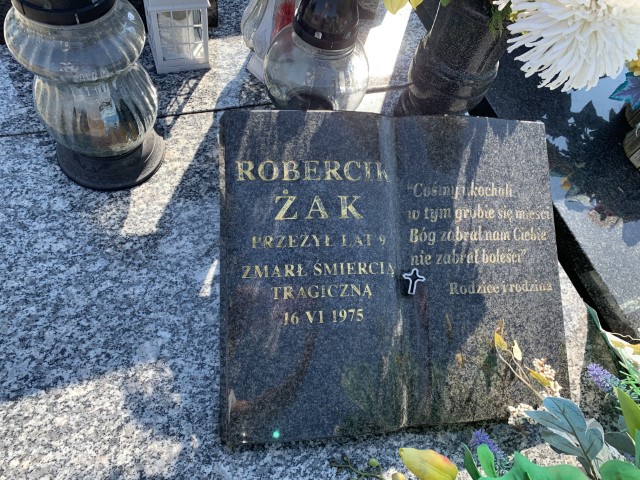 ROBERCIK
ŻAK
PRZEŻYŁ LAT 9
ZMARŁ ŚMIERCIĄ
TRAGICZNĄ
16 VI 1975
"Cośmy i kochali
w tym grobie się mieści
Bóg zabrał nam Ciebie
nie zabrał boleści"
Rodzice i rodzina